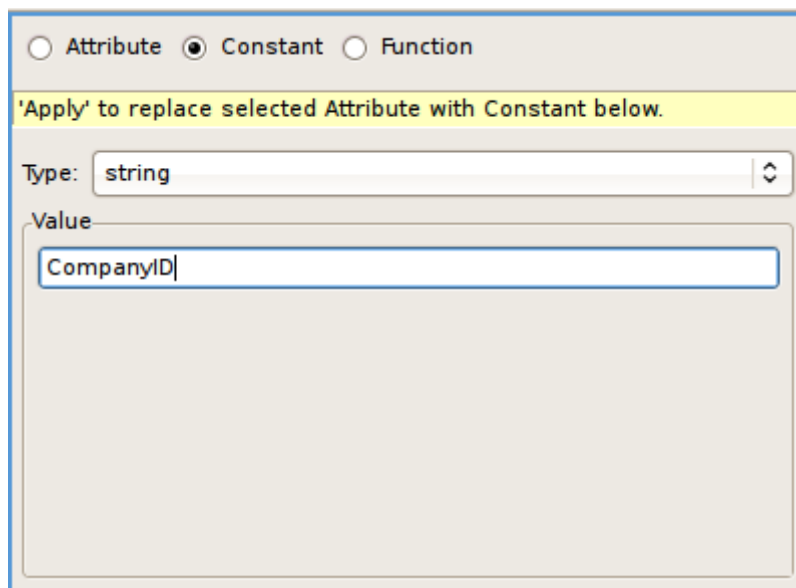 Attribute Constant Function
'Apply' to replace selected Attribute with Constant below.
Type: string
Value
CompanyID